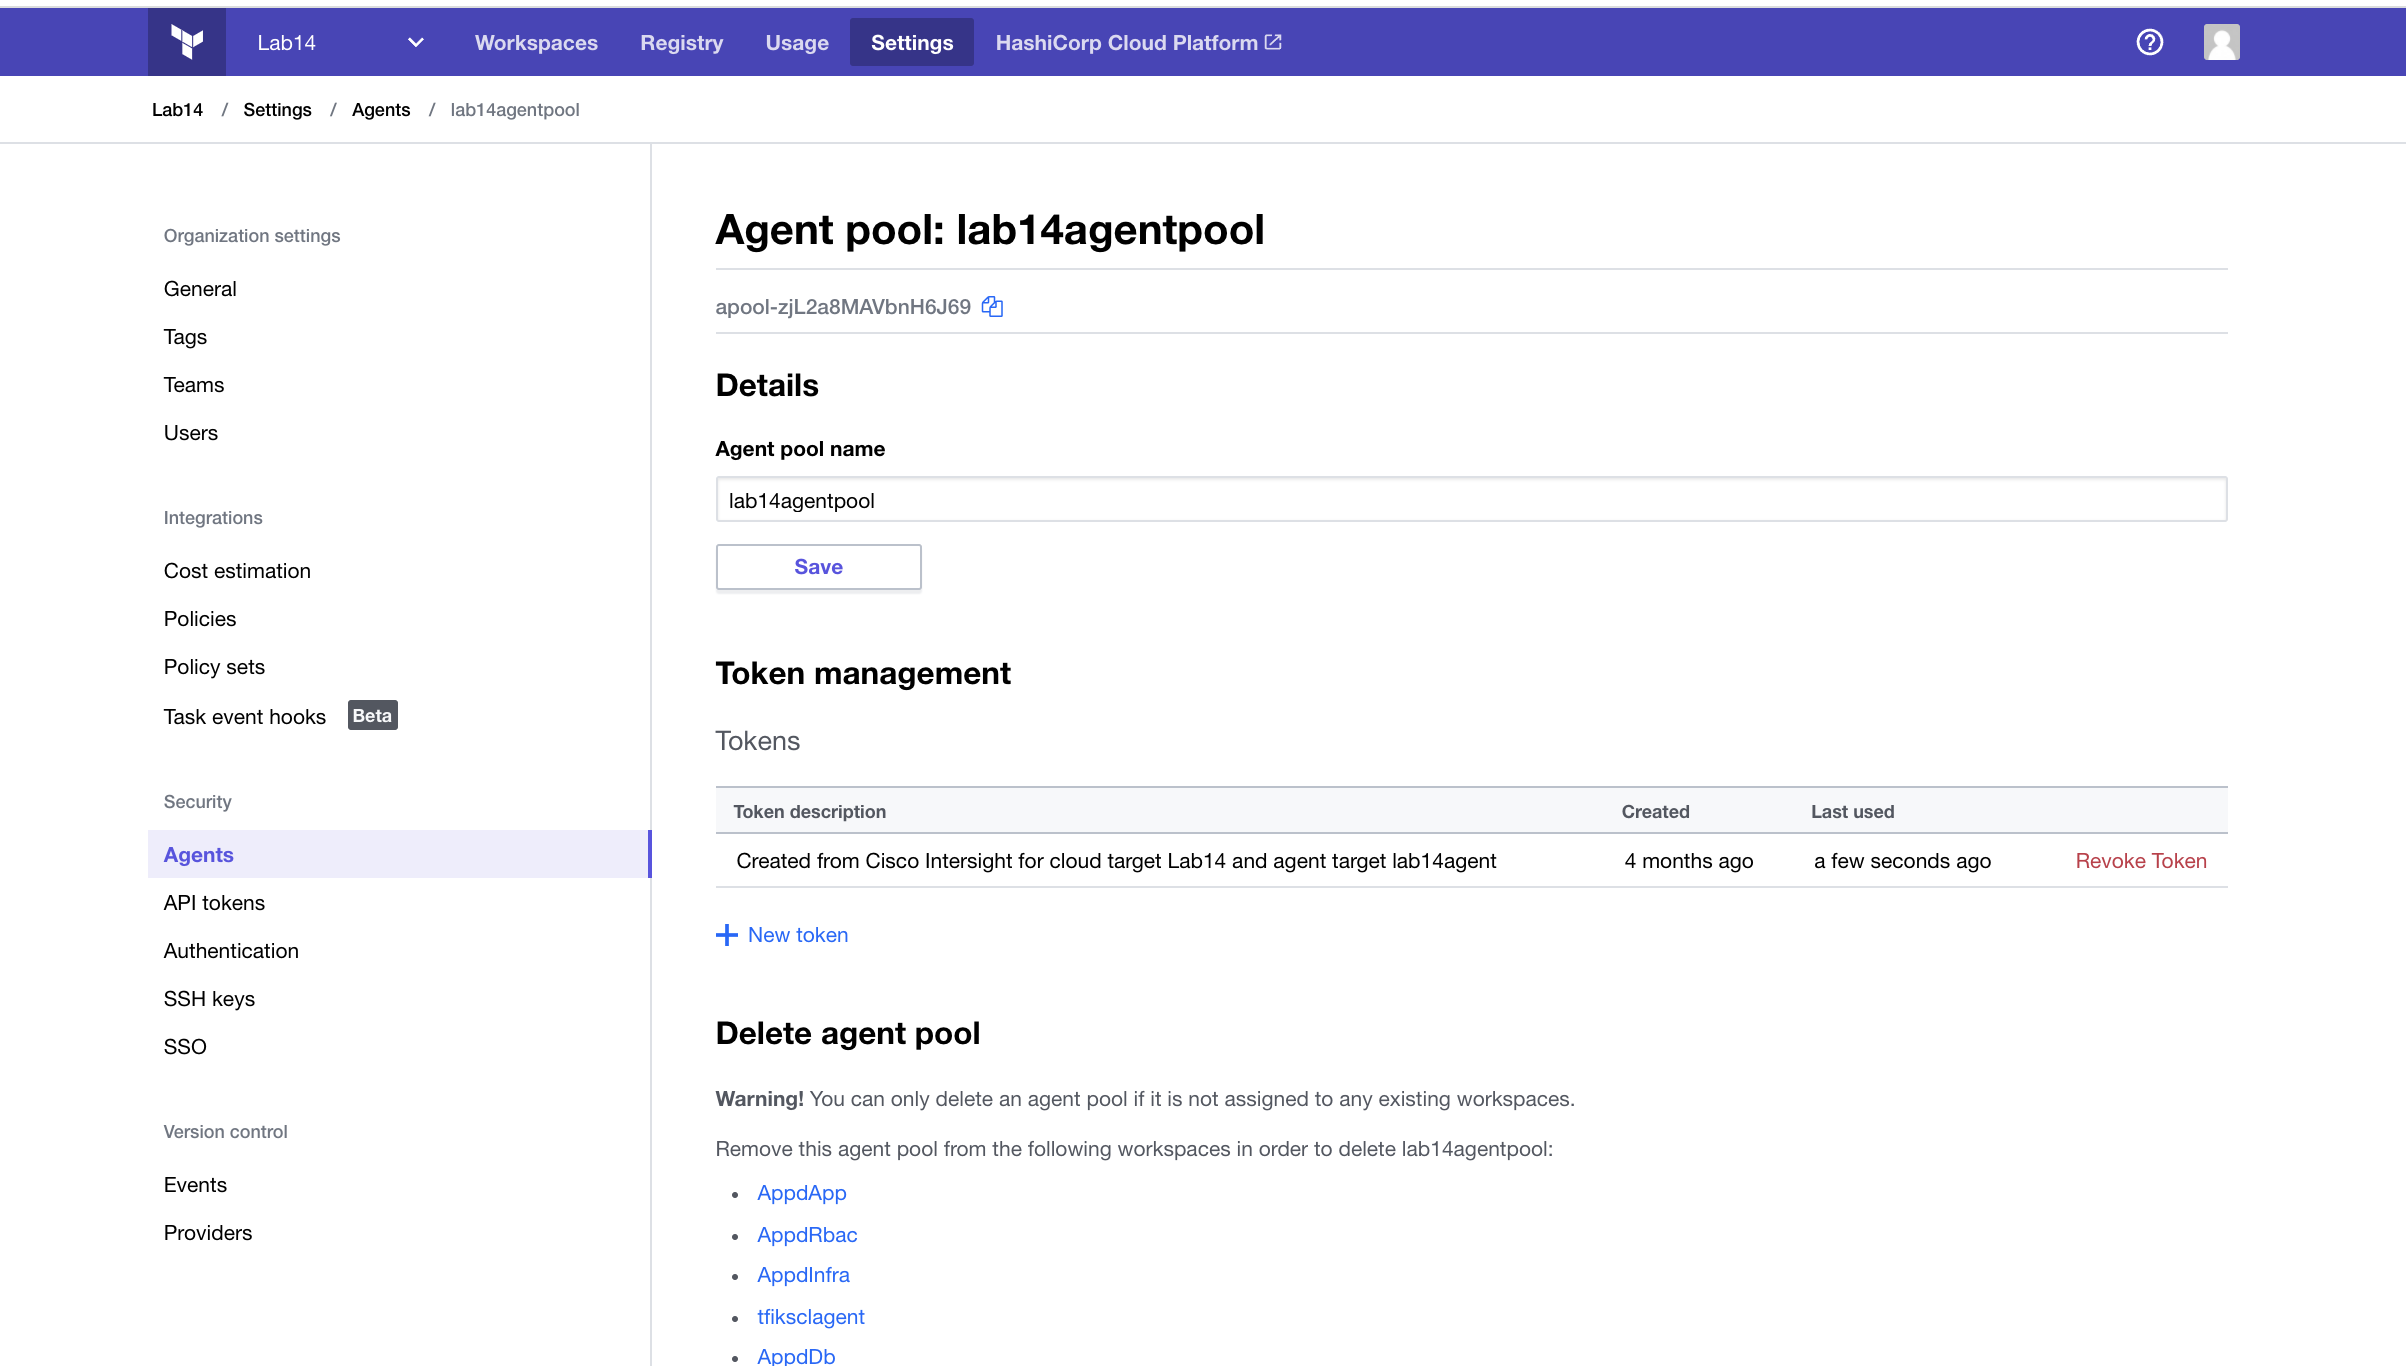 Lab14 Workspaces Registry Usage Settings HashiCorp Cloud Platform
Lab14 / Settings / Agents / lab14agentpool
Organization settings
General
Tags
Teams
Users
Integrations
Cost estimation
Policies
Policy sets
Task event hooks Beta
Security
Agents
API tokens
Authentication
SSH keys
SSO
Version control
Events
Providers
Agent pool: lab14agentpool
apool-zjL2a8MAVbnH6J69
Details
Agent pool name
lab14agentpool
Save
Token management
Tokens
Token description Created Last used
Created from Cisco Intersight for cloud target Lab14 and agent target lab14agent 4 months ago a few seconds ago Revoke Token
New token
Delete agent pool
Warning! You can only delete an agent pool if it is not assigned to any existing workspaces.
Remove this agent pool from the following workspaces in order to delete lab14agentpool:
• AppdApp
• AppdRbac
• AppdInfra
• tfiksclagent
• AppdDb